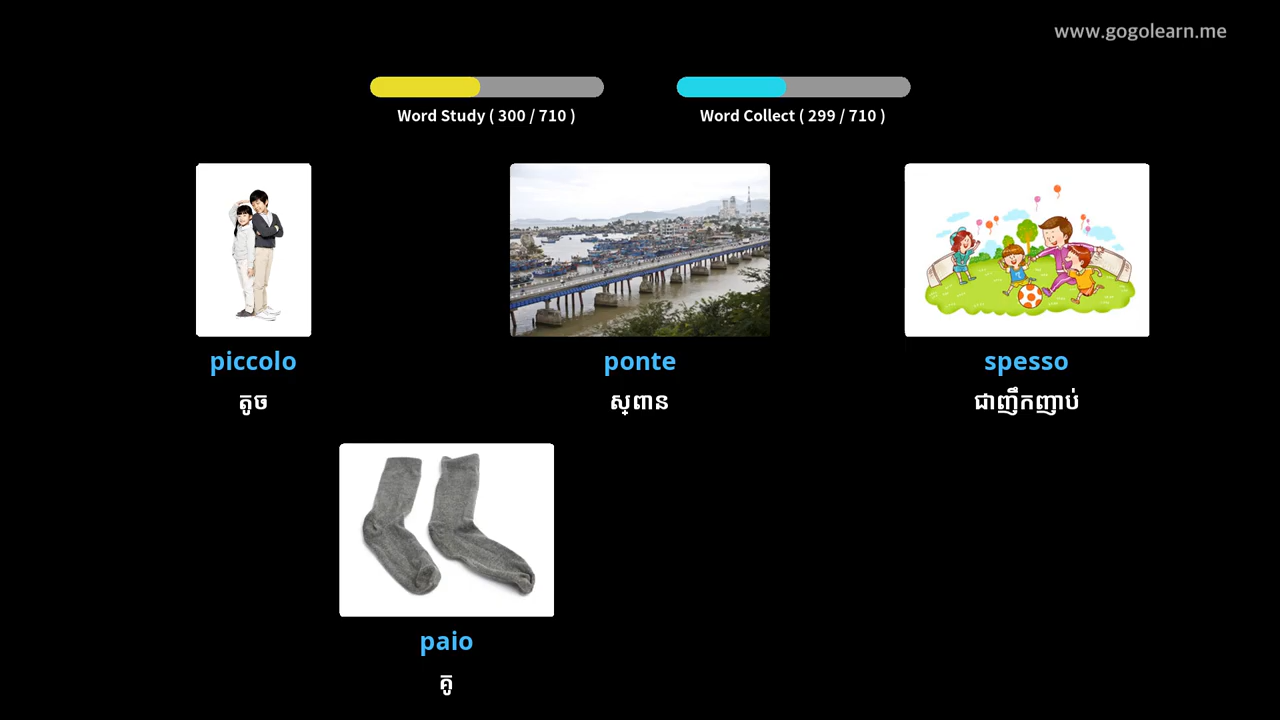 www.gogolearn.me
Word Study ( 300 / 710 )
Word Collect ( 299 / 710 )
piccolo
តូច
ponte
ស្ពាន
spesso
ជាញឹកញាប់
paio
គូ